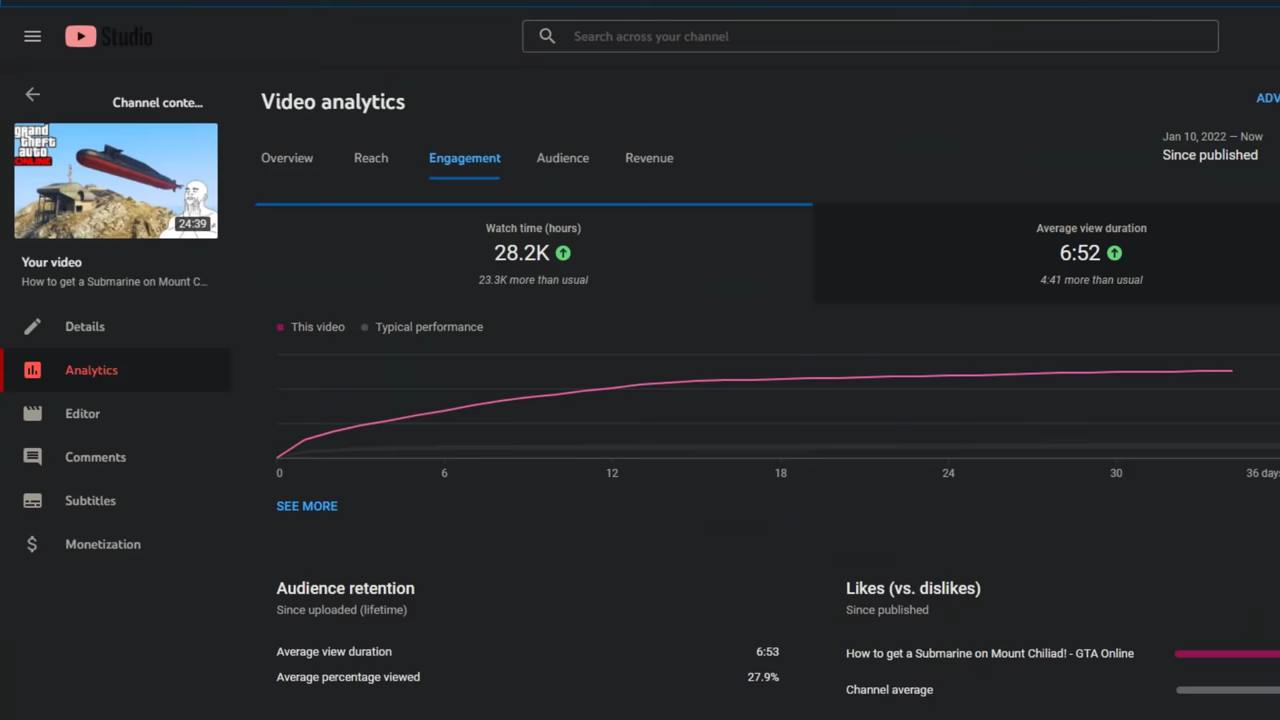 Studio
Search across your channel
Channel conte...
grand
theft
auto
ONLINE
24:39
Your video
How to get a Submarine on Mount C...
Details
Analytics
Editor
Comments
Subtitles
Monetization
Video analytics
ADV
Overview Reach Engagement Audience Revenue
Jan 10, 2022 – Now
Since published
Watch time (hours)
28.2K
23.3K more than usual
Average view duration
6:52
4:41 more than usual
This video Typical performance
0 6 12 18 24 30 36 days
SEE MORE
Audience retention
Since uploaded (lifetime)
Average view duration 6:53
Average percentage viewed 27.9%
Likes (vs. dislikes)
Since published
How to get a Submarine on Mount Chiliad! - GTA Online
Channel average